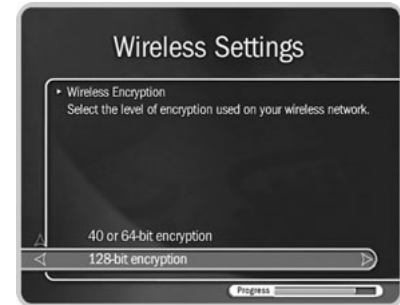 Wireless Settings
Wireless Encryption
Select the level of encryption used on your wireless network.
40 or 64-bit encryption
128-bit encryption
Progress